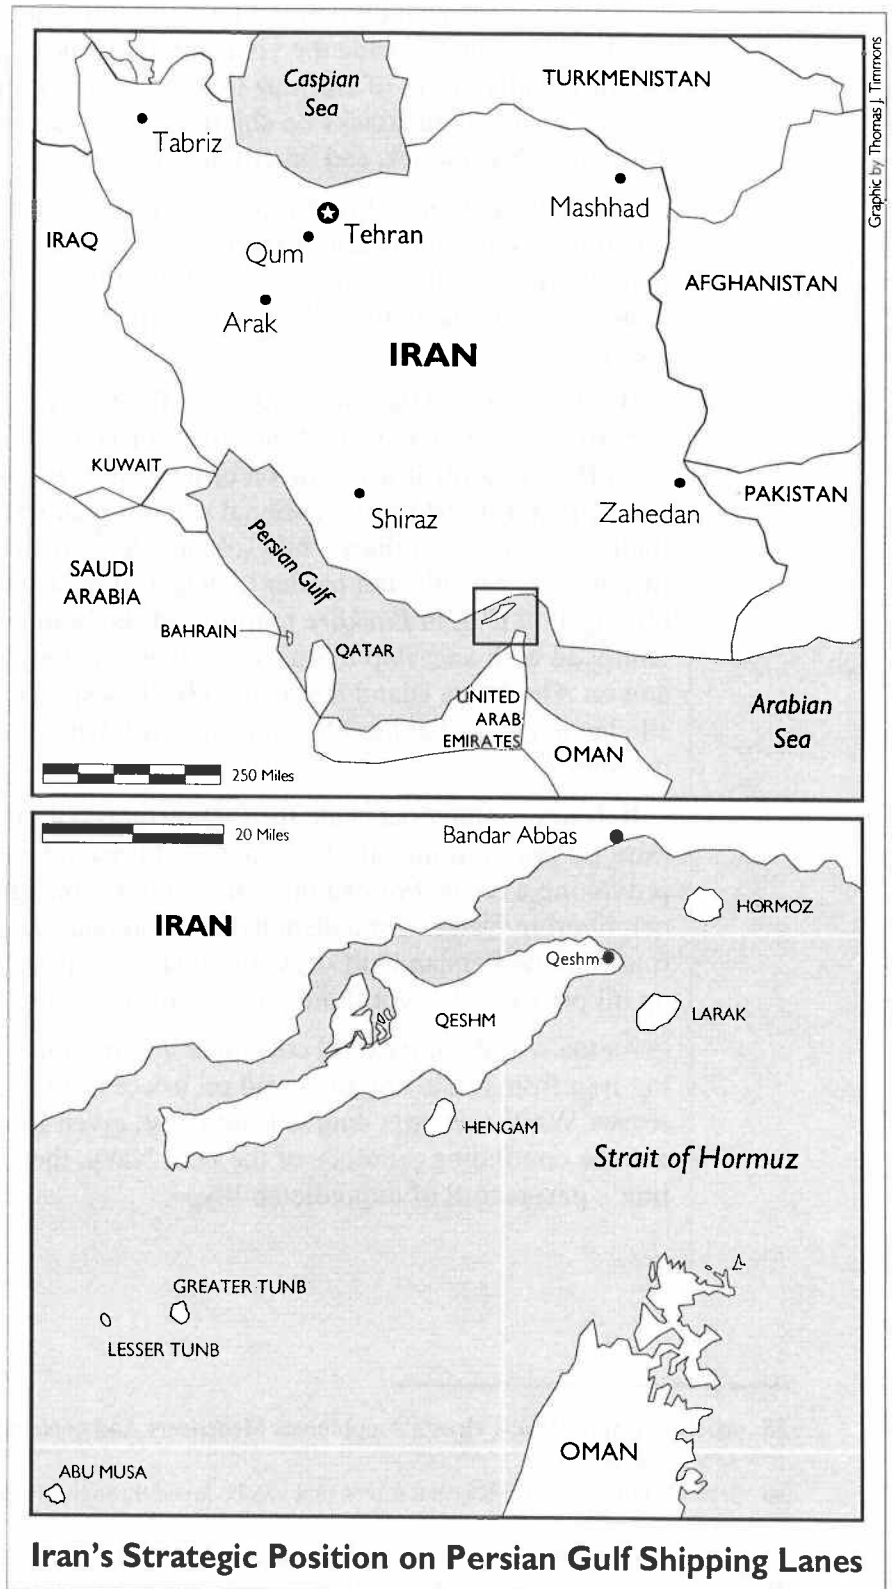 Graphic by Thomas J. Timmons
Caspian
Sea
TURKMENISTAN
Tabriz
Mashhad
IRAQ
Tehran
Qum
AFGHANISTAN
Arak
IRAN
KUWAIT
Shiraz
Zahedan
PAKISTAN
Persian Gulf
SAUDI
ARABIA
BAHRAIN
QATAR
UNITED
ARAB
EMIRATES
OMAN
Arabian
Sea
250 Miles
20 Miles
Bandar Abbas
IRAN
HORMOZ
Qeshm
QESHM
LARAK
HENGAM
Strait of Hormuz
GREATER TUNB
LESSER TUNB
OMAN
ABU MUSA
Iran's Strategic Position on Persian Gulf Shipping Lanes